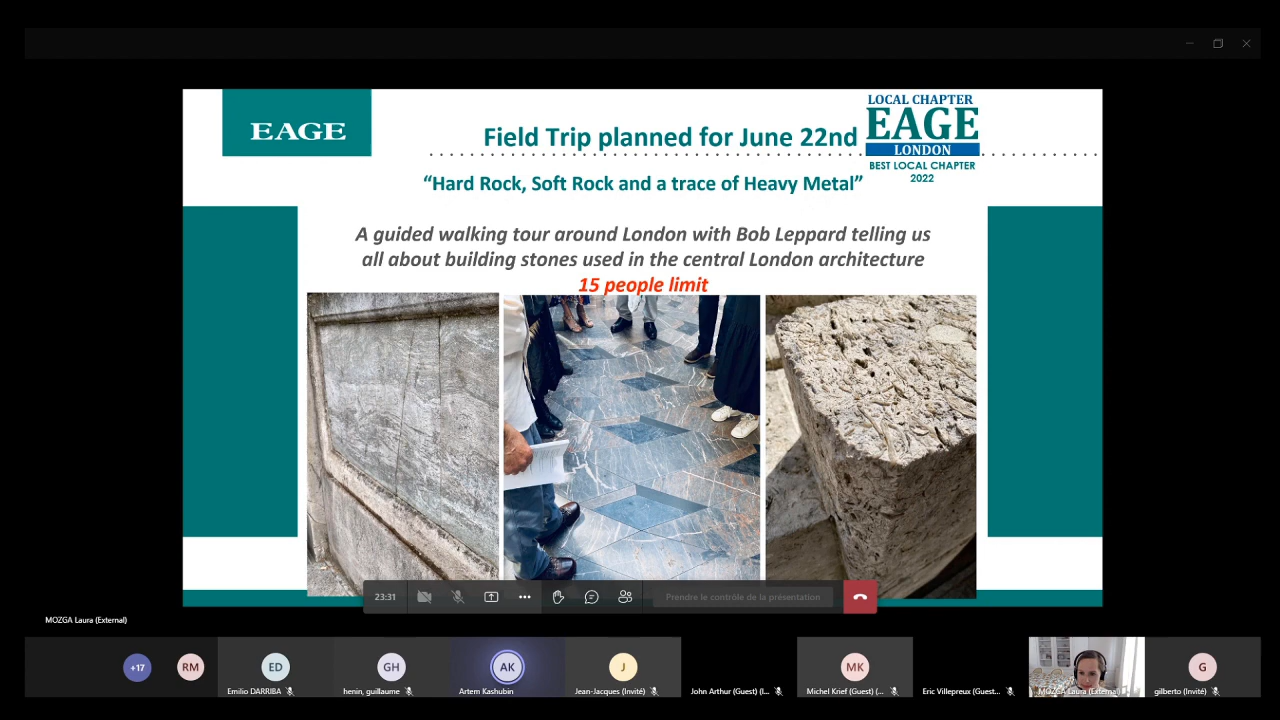 EAGE
LOCAL CHAPTER
EAGE
LONDON
BEST LOCAL CHAPTER
2022
Field Trip planned for June 22nd
“Hard Rock, Soft Rock and a trace of Heavy Metal”
A guided walking tour around London with Bob Leppard telling us
all about building stones used in the central London architecture
15 people limit
23:31
Prendre le contrôle de la présentation
MOZGA Laura (External)
+17
RM
ED
GH
AK
J
MK
G
Emilio DARRIBA
henin, guillaume
Artem Kashubin
Jean-Jacques (Invité)
John Arthur (Guest) (I...
Michel Krief (Guest) (...
Eric Villepreux (Guest...
MOZGA Laura (External)
gilberto (Invité)